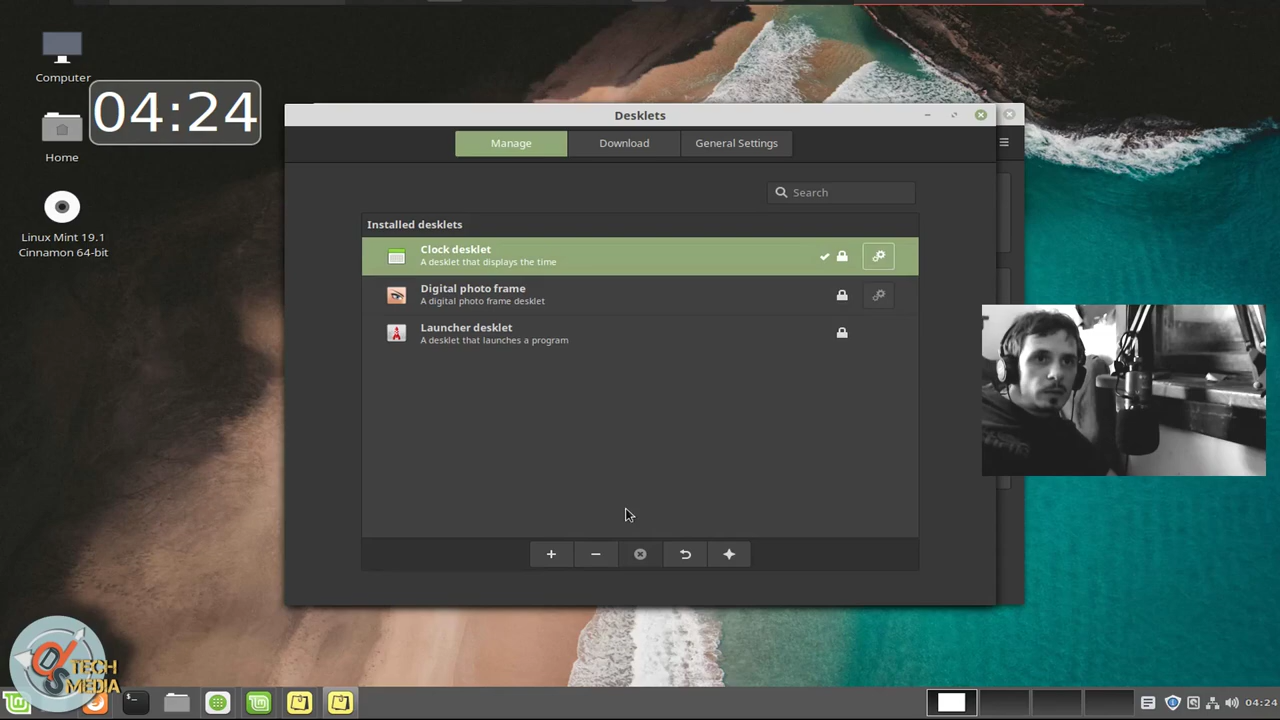 Computer
04:24
Home
Linux Mint 19.1
Cinnamon 64-bit
Desklets
Manage
Download
General Settings
Search
Installed desklets
Clock desklet
A desklet that displays the time
Digital photo frame
A digital photo frame desklet
Launcher desklet
A desklet that launches a program
TECH
MEDIA
04:24